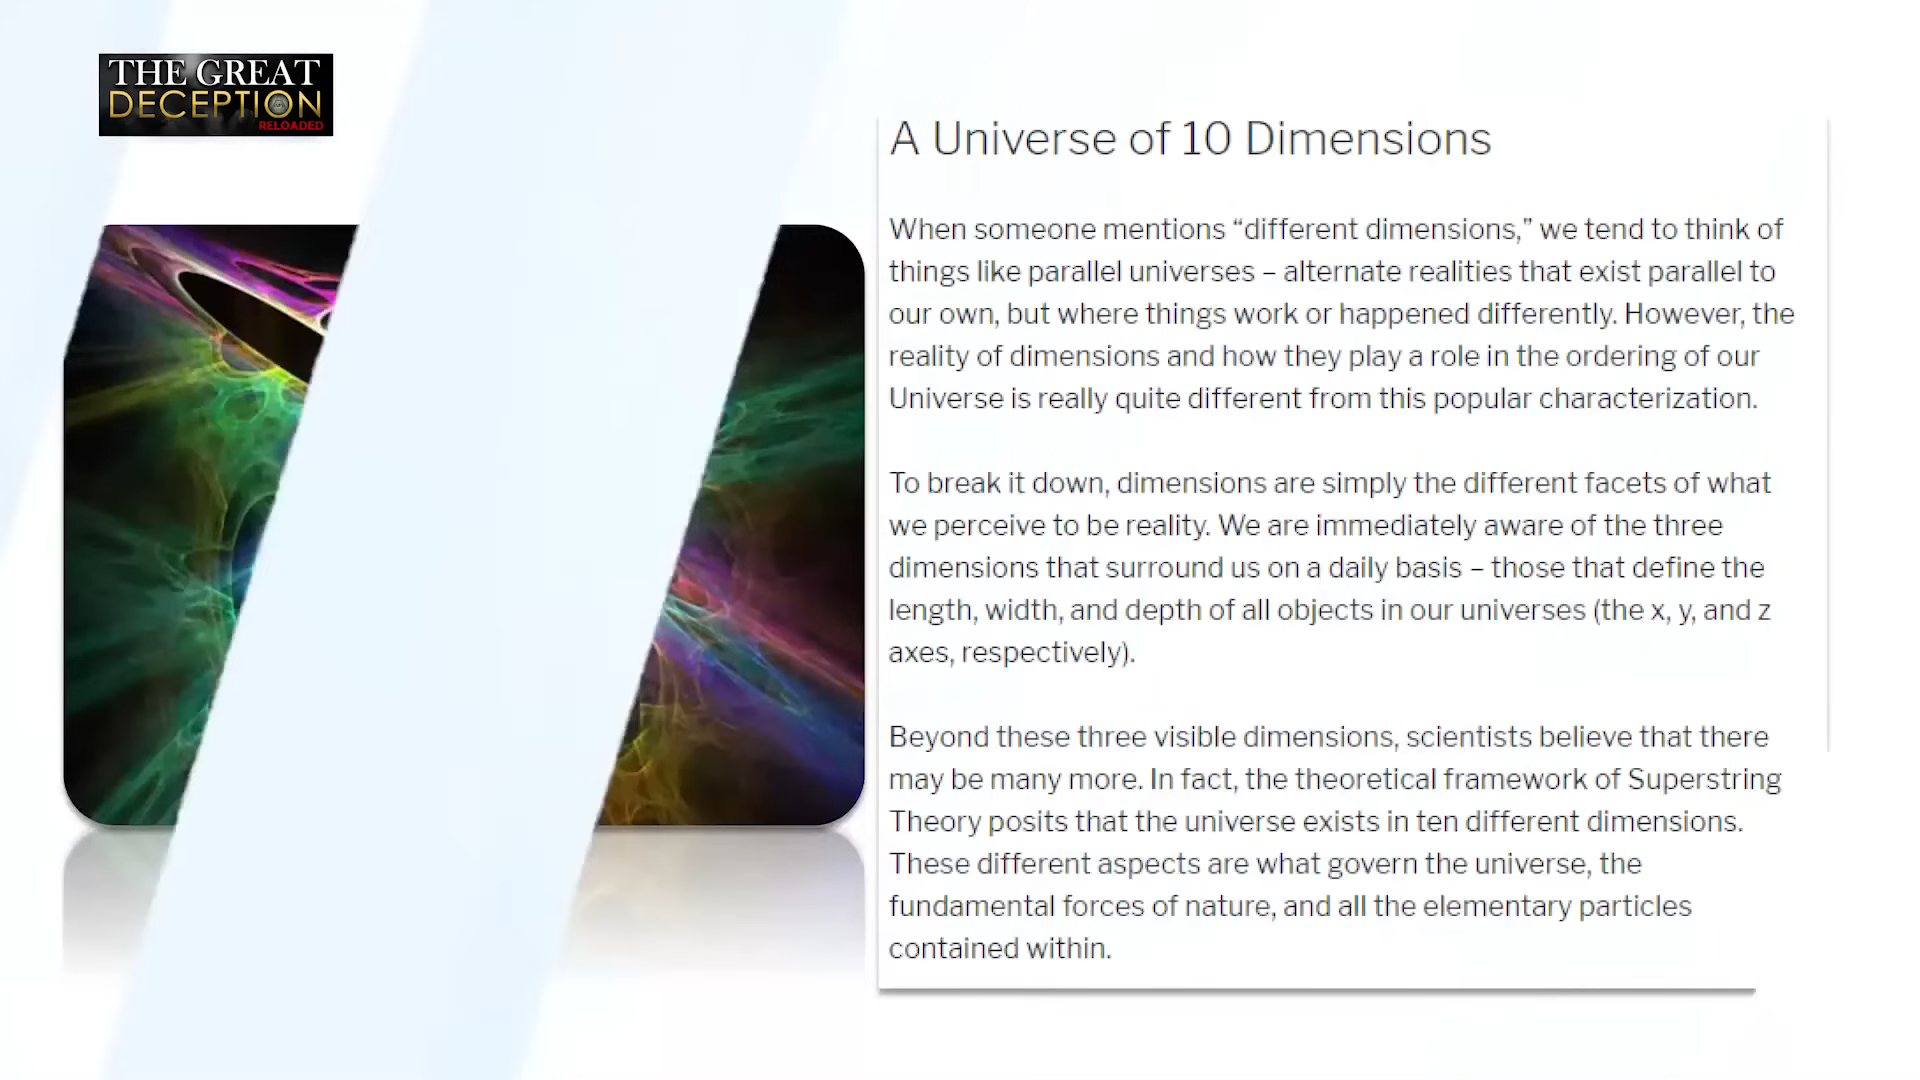 THE GREAT
DECEPTION
RELOADED
A Universe of 10 Dimensions
When someone mentions “different dimensions,” we tend to think of
things like parallel universes – alternate realities that exist parallel to
our own, but where things work or happened differently. However, the
reality of dimensions and how they play a role in the ordering of our
Universe is really quite different from this popular characterization.
To break it down, dimensions are simply the different facets of what
we perceive to be reality. We are immediately aware of the three
dimensions that surround us on a daily basis – those that define the
length, width, and depth of all objects in our universes (the x, y, and z
axes, respectively).
Beyond these three visible dimensions, scientists believe that there
may be many more. In fact, the theoretical framework of Superstring
Theory posits that the universe exists in ten different dimensions.
These different aspects are what govern the universe, the
fundamental forces of nature, and all the elementary particles
contained within.